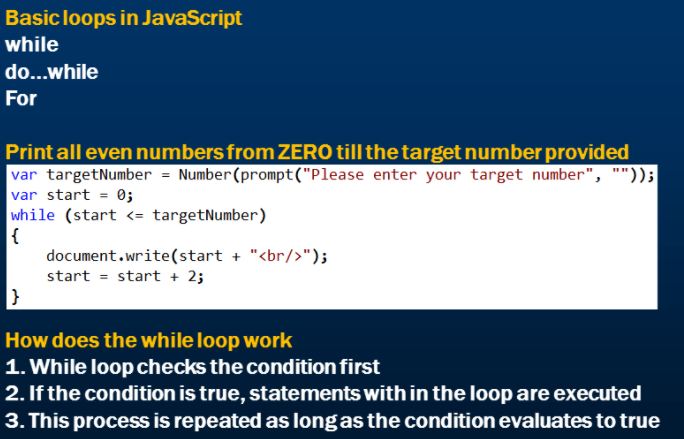 Basic loops in JavaScript
while
do...while
For
Print all even numbers from ZERO till the target number provided
var targetNumber = Number(prompt("Please enter your target number", ""));
var start = 0;
while (start <= targetNumber)
{
    document.write(start + "<br/>");
    start = start + 2;
}
How does the while loop work
1. While loop checks the condition first
2. If the condition is true, statements with in the loop are executed
3. This process is repeated as long as the condition evaluates to true